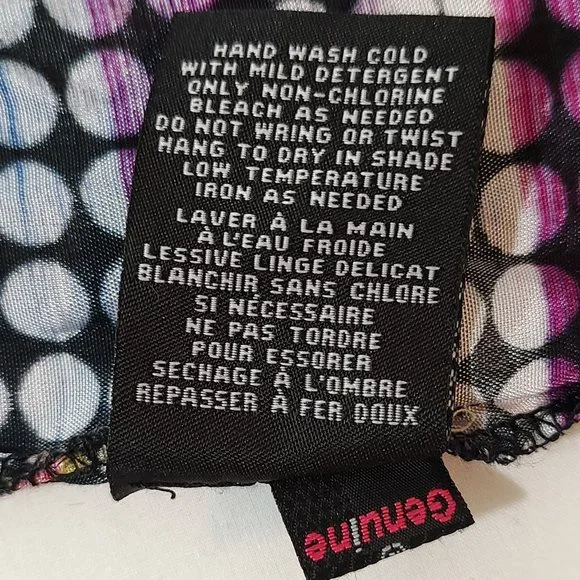 HAND WASH COLD
WITH MILD DETERGENT
ONLY NON-CHLORINE
BLEACH AS NEEDED
DO NOT WRING OR TWIST
HANG TO DRY IN SHADE
LOW TEMPERATURE
IRON AS NEEDED
LAVER À LA MAIN
À L'EAU FROIDE
LESSIVE LINGE DELICAT
BLANCHIR SANS CHLORE
SI NÉCESSAIRE
NE PAS TORDRE
POUR ESSORER
SECHAGE À L'OMBRE
REPASSER À FER DOUX
Genuine